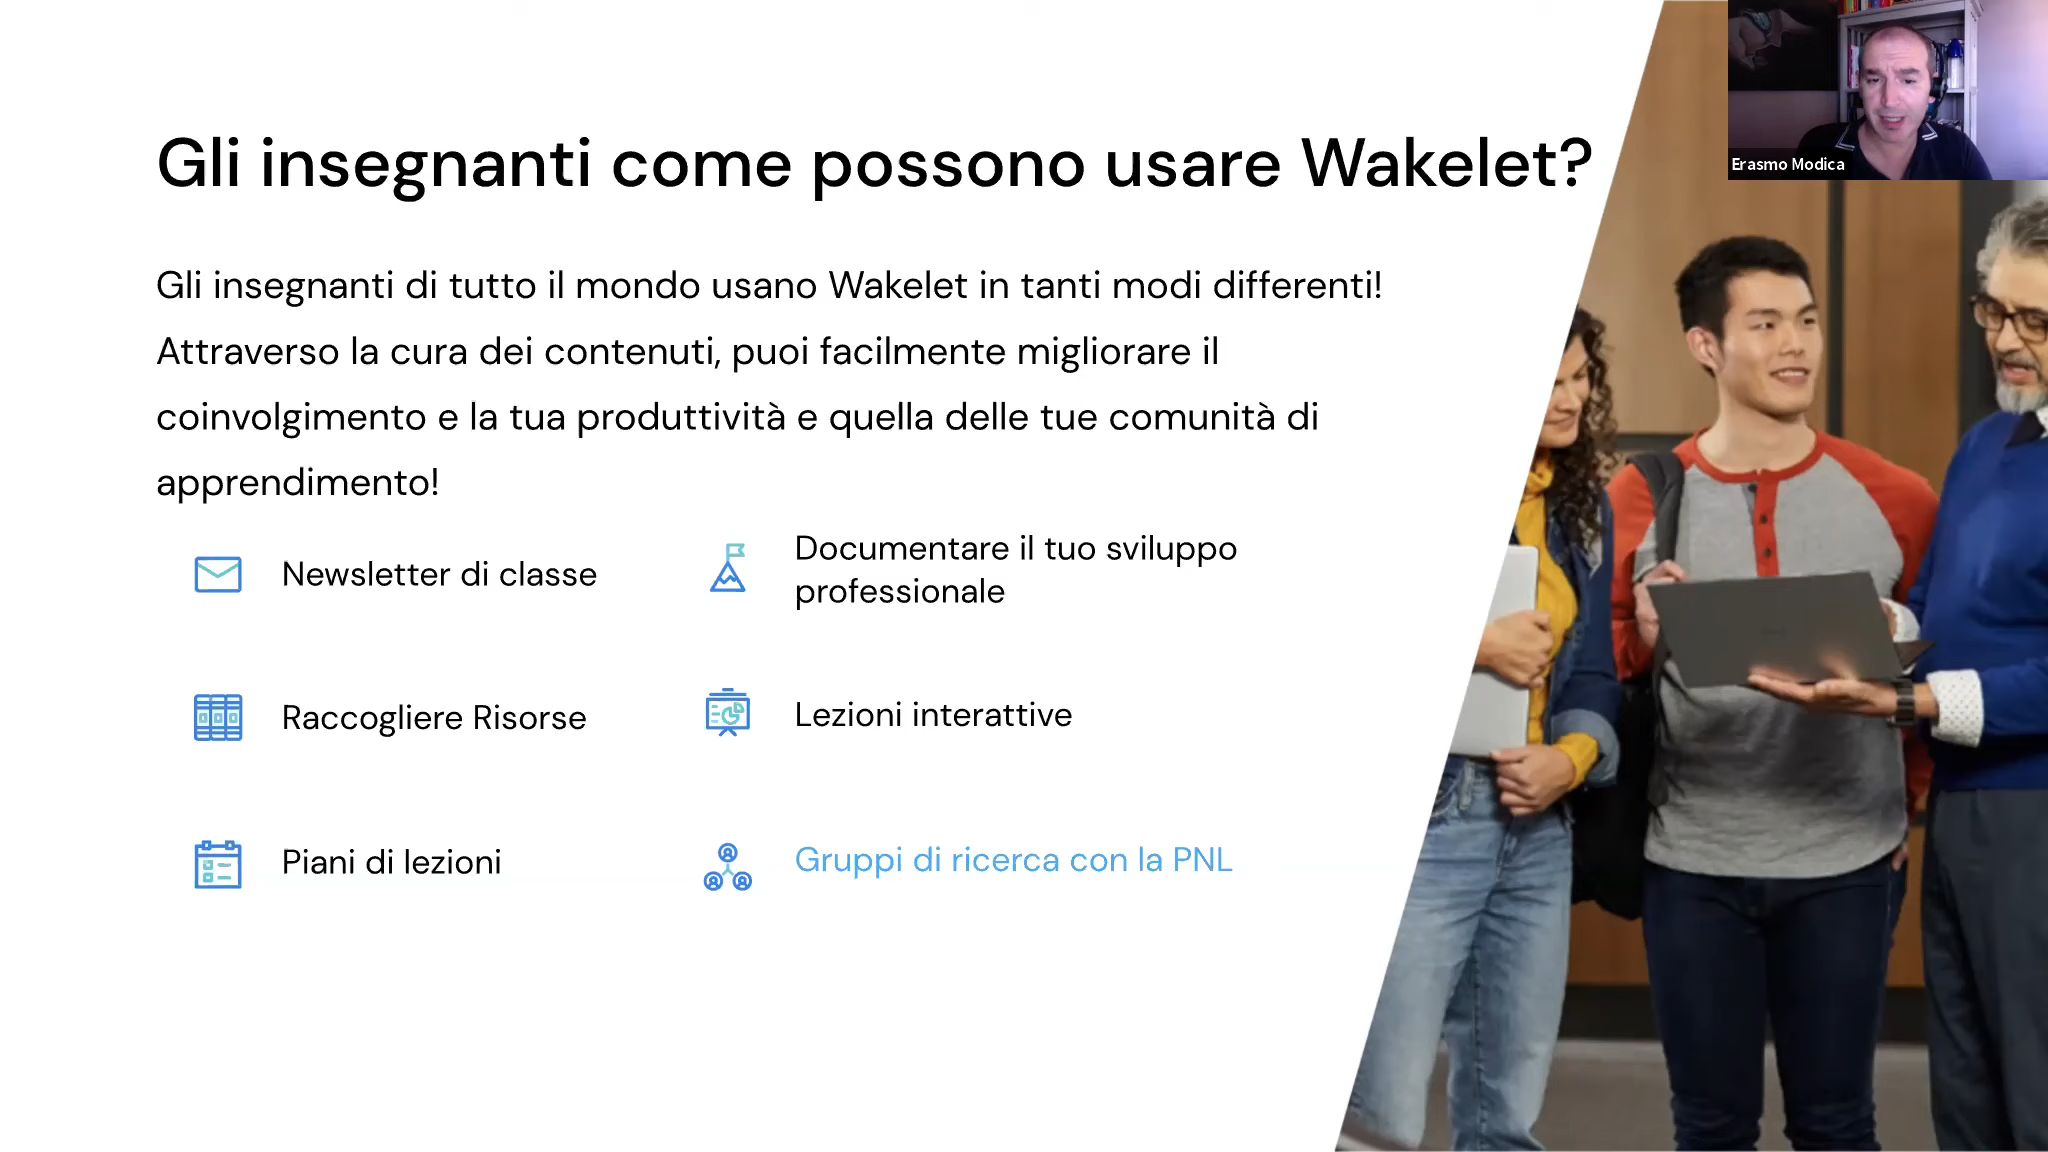 Gli insegnanti come possono usare Wakelet?
Erasmo Modica
Gli insegnanti di tutto il mondo usano Wakelet in tanti modi differenti!
Attraverso la cura dei contenuti, puoi facilmente migliorare il
coinvolgimento e la tua produttività e quella delle tue comunità di
apprendimento!
Newsletter di classe
Documentare il tuo sviluppo
professionale
Raccogliere Risorse
Lezioni interattive
Piani di lezioni
Gruppi di ricerca con la PNL